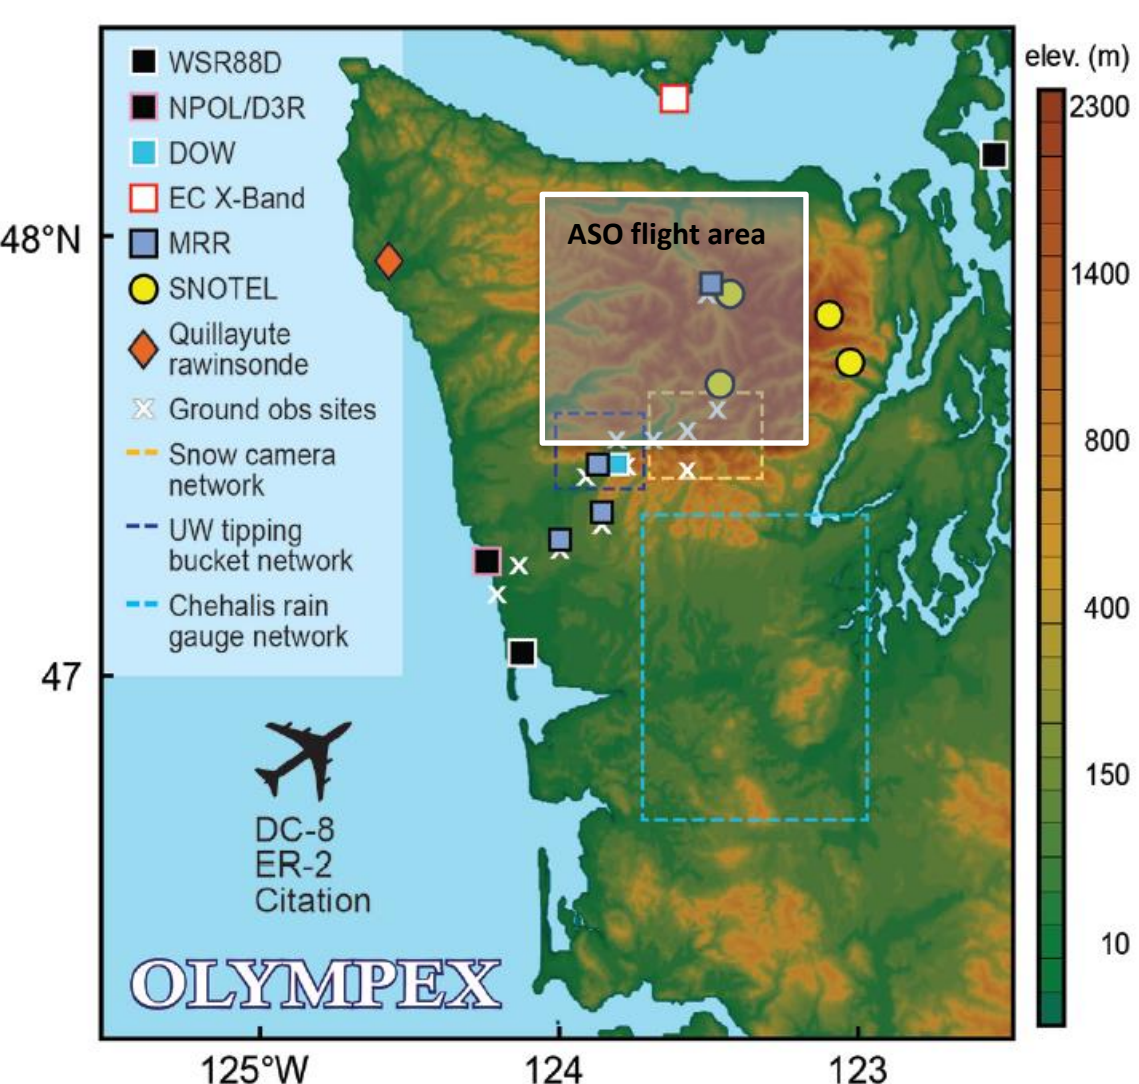 WSR88D
NPOL/D3R
DOW
EC X-Band
MRR
SNOTEL
Quillayute
rawinsonde
x Ground obs sites
Snow camera
network
UW tipping
bucket network
Chehalis rain
gauge network
DC-8
ER-2
Citation
OLYMPEX
ASO flight area
x
x
x
x
x
x
x
x
x
x
x
x
48°N
47
125°W
124
123
elev. (m)
2300
1400
800
400
150
10